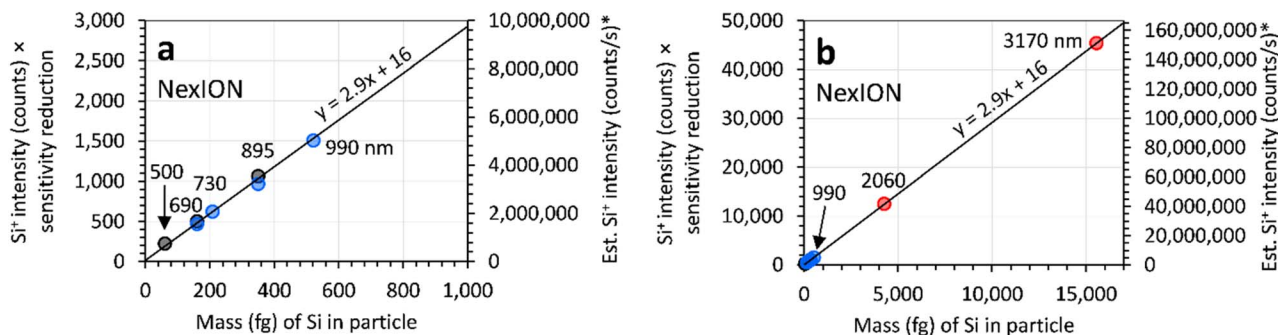 Si⁺ intensity (counts) ×
sensitivity reduction
3,000
2,500
2,000
1,500
1,000
500
0
a
NexION
500
690
730
895
990 nm
y = 2.9x + 16
10,000,000
8,000,000
6,000,000
4,000,000
2,000,000
0
Est. Si⁺ intensity (counts/s)*
0 200 400 600 800 1,000
Mass (fg) of Si in particle
Si⁺ intensity (counts) ×
sensitivity reduction
50,000
40,000
30,000
20,000
10,000
0
b
NexION
3170 nm
y = 2.9x + 16
990
2060
160,000,000
140,000,000
120,000,000
100,000,000
80,000,000
60,000,000
40,000,000
20,000,000
0
Est. Si⁺ intensity (counts/s)*
0 5,000 10,000 15,000
Mass (fg) of Si in particle